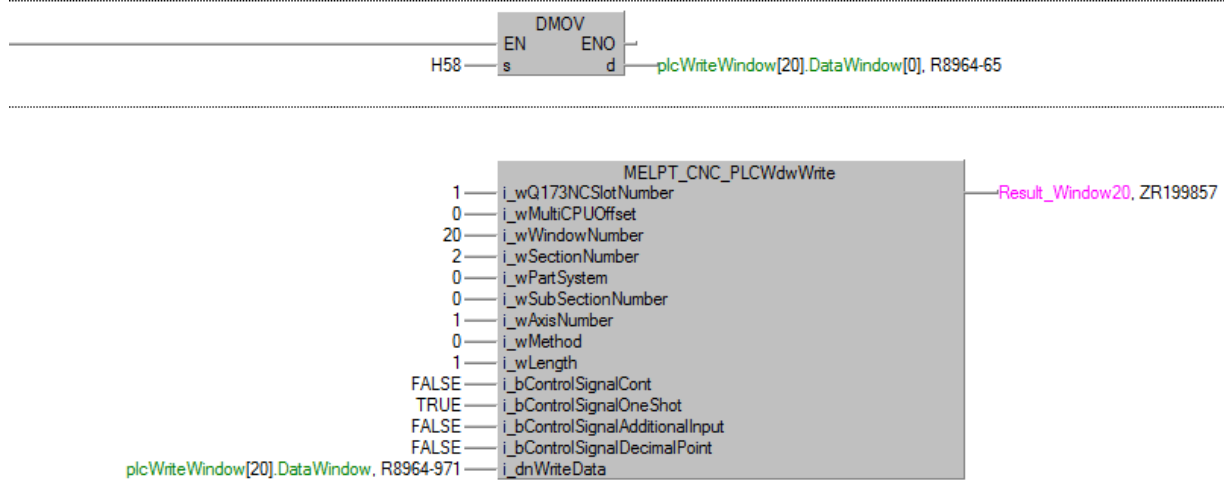 DMOV
EN ENO
H58 s d plcWriteWindow[20].DataWindow[0], R8964-65
MELPT_CNC_PLCWdwWrite
1 i_wQ173NCSlotNumber Result_Window20, ZR199857
0 i_wMultiCPUOffset
20 i_wWindowNumber
2 i_wSectionNumber
0 i_wPartSystem
0 i_wSubSectionNumber
1 i_wAxisNumber
0 i_wMethod
1 i_wLength
FALSE i_bControlSignalCont
TRUE i_bControlSignalOneShot
FALSE i_bControlSignalAdditionalInput
FALSE i_bControlSignalDecimalPoint
plcWriteWindow[20].DataWindow, R8964-971 i_dnWriteData